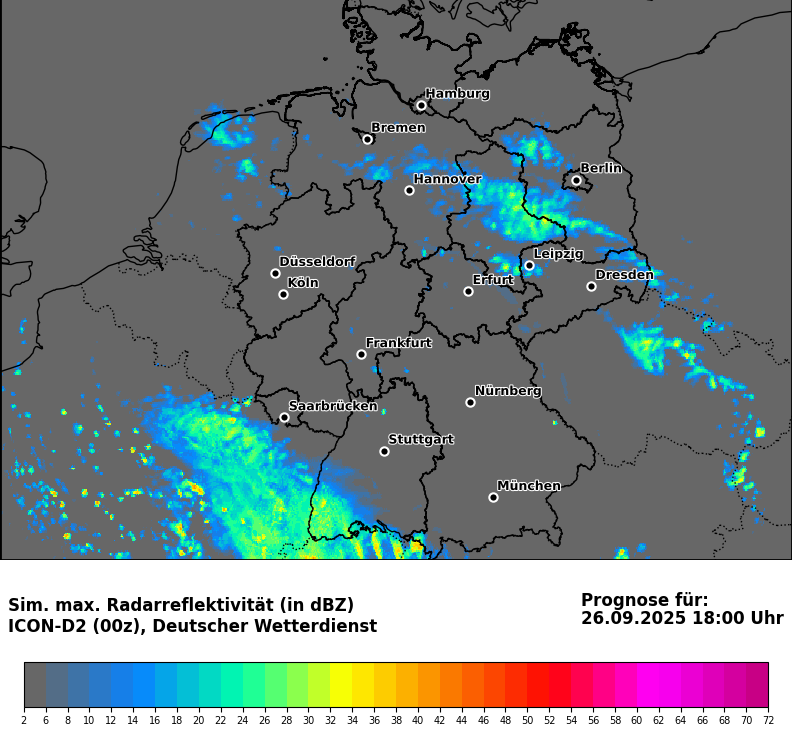 Hamburg
Bremen
Berlin
Hannover
Leipzig
Düsseldorf
Dresden
Köln
Erfurt
Frankfurt
Nürnberg
Saarbrücken
Stuttgart
München
Sim. max. Radarreflektivität (in dBZ)
ICON-D2 (00z), Deutscher Wetterdienst
Prognose für:
26.09.2025 18:00 Uhr
2 6 8 10 12 14 16 18 20 22 24 26 28 30 32 34 36 38 40 42 44 46 48 50 52 54 56 58 60 62 64 66 68 70 72